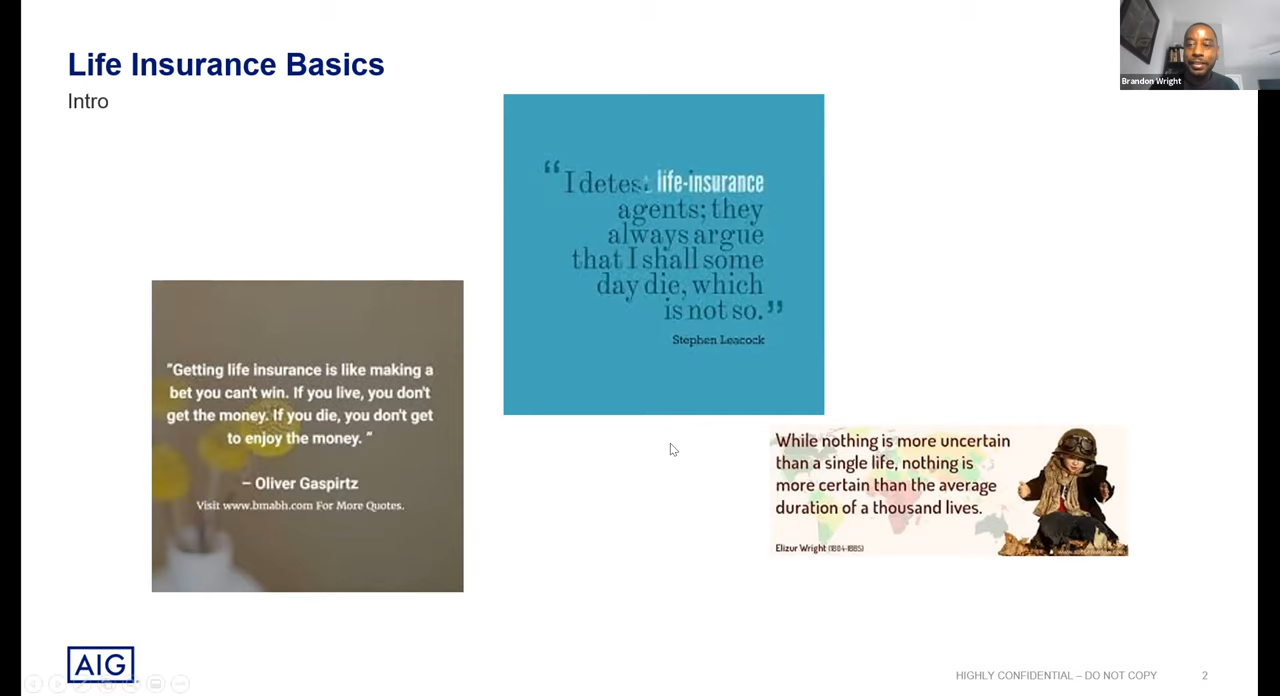 Life Insurance Basics
Intro
Brandon Wright
“I detest life-insurance
agents; they
always argue
that I shall some
day die, which
is not so.”
Stephen Leacock
"Getting life insurance is like making a
bet you can't win. If you live, you don't
get the money. If you die, you don't get
to enjoy the money. "
– Oliver Gaspirtz
Visit www.bmabh.com For More Quotes.
While nothing is more uncertain
than a single life, nothing is
more certain than the average
duration of a thousand lives.
Elizur Wright (1804-1885)
AIG
HIGHLY CONFIDENTIAL – DO NOT COPY
2